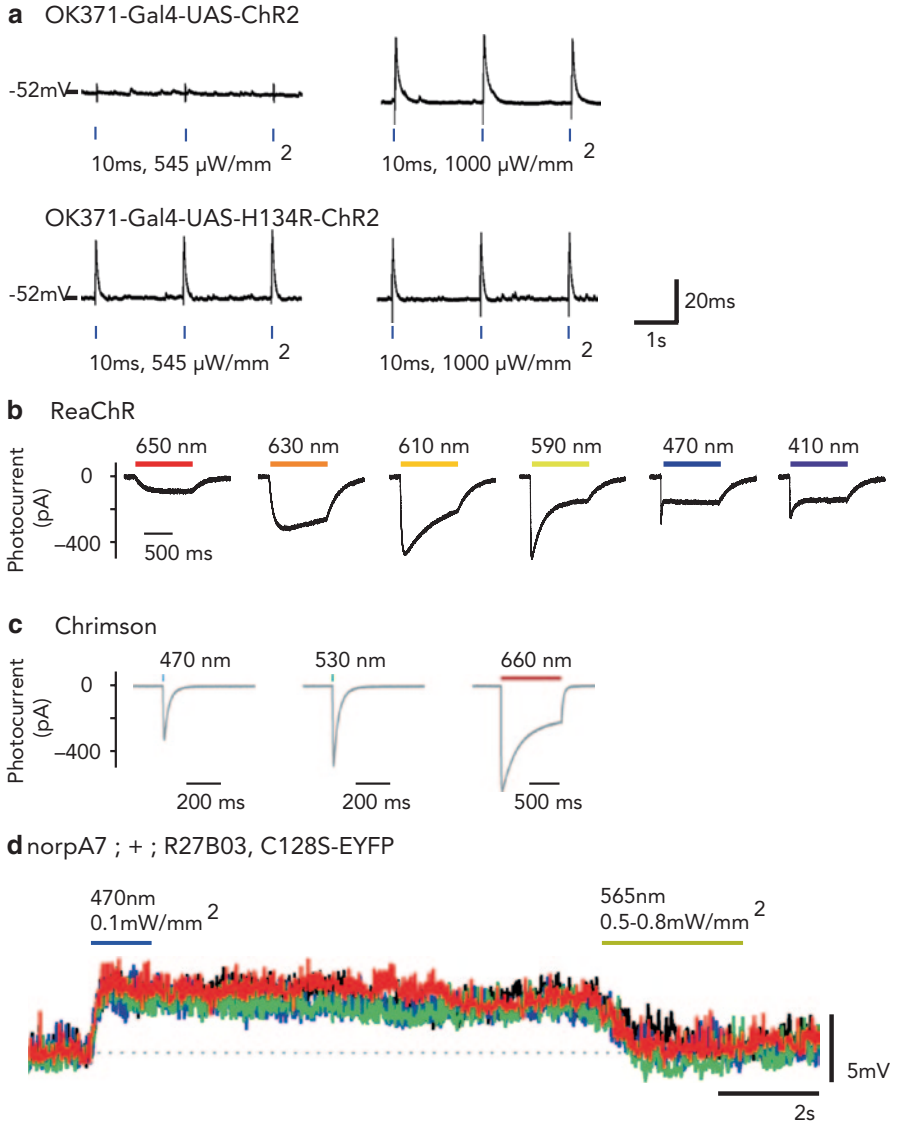 a OK371-Gal4-UAS-ChR2
-52mV
10ms, 545 µW/mm 2
10ms, 1000 µW/mm 2
OK371-Gal4-UAS-H134R-ChR2
-52mV
10ms, 545 µW/mm 2
10ms, 1000 µW/mm 2
20ms
1s
b ReaChR
650 nm 630 nm 610 nm 590 nm 470 nm 410 nm
Photocurrent
(pA)
0
−400
500 ms
c Chrimson
470 nm 530 nm 660 nm
Photocurrent
(pA)
0
−400
200 ms 200 ms 500 ms
d norpA7 ; + ; R27B03, C128S-EYFP
470nm
0.1mW/mm 2
565nm
0.5-0.8mW/mm 2
5mV
2s